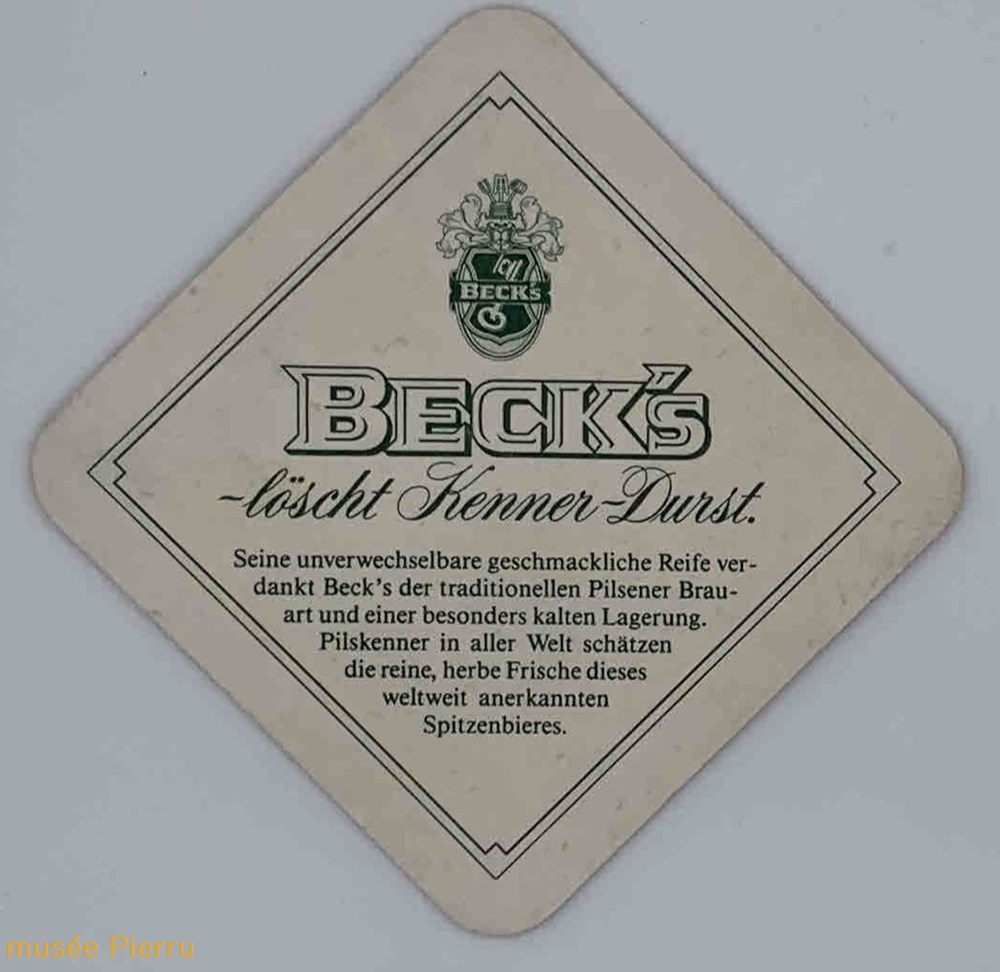 BECK's
BECK's
-löscht Kenner-Durst.
Seine unverwechselbare geschmackliche Reife ver-
dankt Beck's der traditionellen Pilsener Brau-
art und einer besonders kalten Lagerung.
Pilskenner in aller Welt schätzen
die reine, herbe Frische dieses
weltweit anerkannten
Spitzenbieres.
musée Pierru